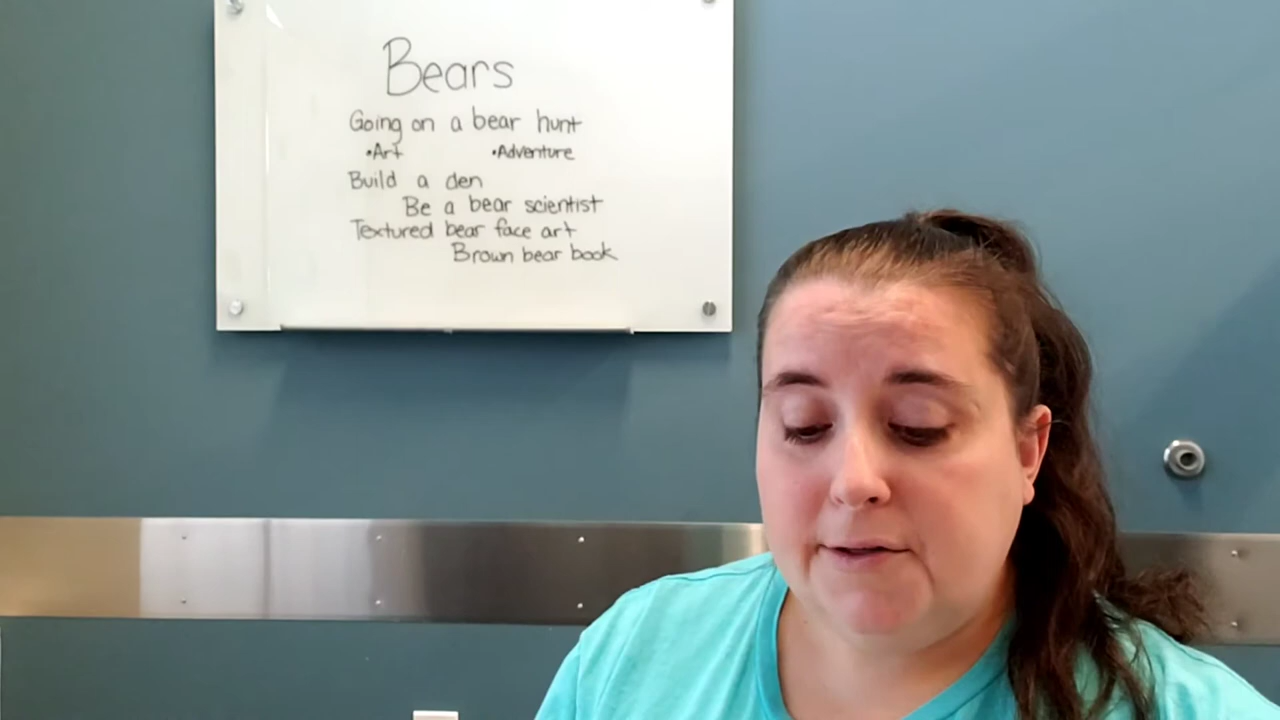 Bears
Going on a bear hunt
•Art •Adventure
Build a den
Be a bear scientist
Textured bear face art
Brown bear book